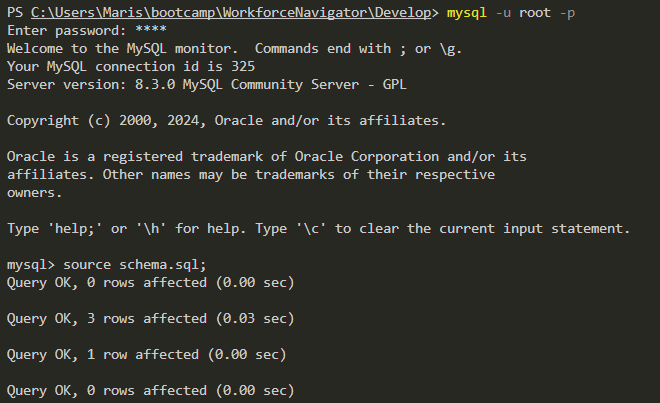 PS C:\Users\Maris\bootcamp\WorkforceNavigator\Develop> mysql -u root -p
Enter password: ****
Welcome to the MySQL monitor.  Commands end with ; or \g.
Your MySQL connection id is 325
Server version: 8.3.0 MySQL Community Server - GPL
Copyright (c) 2000, 2024, Oracle and/or its affiliates.
Oracle is a registered trademark of Oracle Corporation and/or its
affiliates. Other names may be trademarks of their respective
owners.
Type 'help;' or '\h' for help. Type '\c' to clear the current input statement.
mysql> source schema.sql;
Query OK, 0 rows affected (0.00 sec)
Query OK, 3 rows affected (0.03 sec)
Query OK, 1 row affected (0.00 sec)
Query OK, 0 rows affected (0.00 sec)